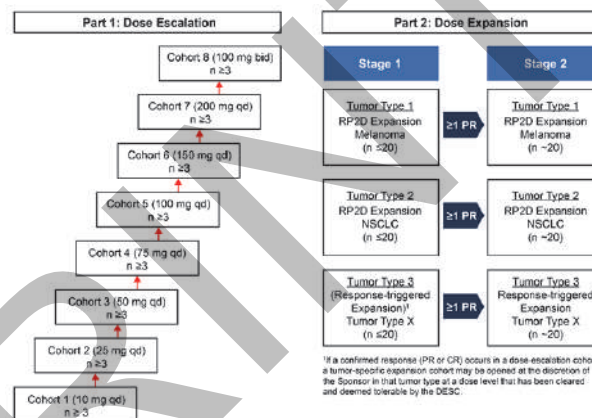 Part 1: Dose Escalation
Cohort 8 (100 mg bid)
n ≥3
Cohort 7 (200 mg qd)
n ≥3
Cohort 6 (150 mg qd)
n ≥3
Cohort 5 (100 mg qd)
n ≥3
Cohort 4 (75 mg qd)
n ≥3
Cohort 3 (50 mg qd)
n ≥3
Cohort 2 (25 mg qd)
n ≥3
Cohort 1 (10 mg qd)
n ≥ 3
Part 2: Dose Expansion
Stage 1
Stage 2
Tumor Type 1
RP2D Expansion
Melanoma
(n ≤20)
≥1 PR
Tumor Type 1
RP2D Expansion
Melanoma
(n ~20)
Tumor Type 2
RP2D Expansion
NSCLC
(n ≤20)
≥1 PR
Tumor Type 2
RP2D Expansion
NSCLC
(n ~20)
Tumor Type 3
(Response-triggered
Expansion)¹
Tumor Type X
(n ≤20)
≥1 PR
Tumor Type 3
Response-triggered
Expansion
Tumor Type X
(n ~20)
¹If a confirmed response (PR or CR) occurs in a dose-escalation coho
a tumor-specific expansion cohort may be opened at the discretion of
the Sponsor in that tumor type at a dose level that has been cleared
and deemed tolerable by the DESC.